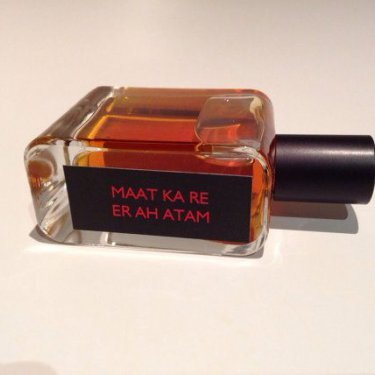 MAAT KA RE
ER AH ATAM